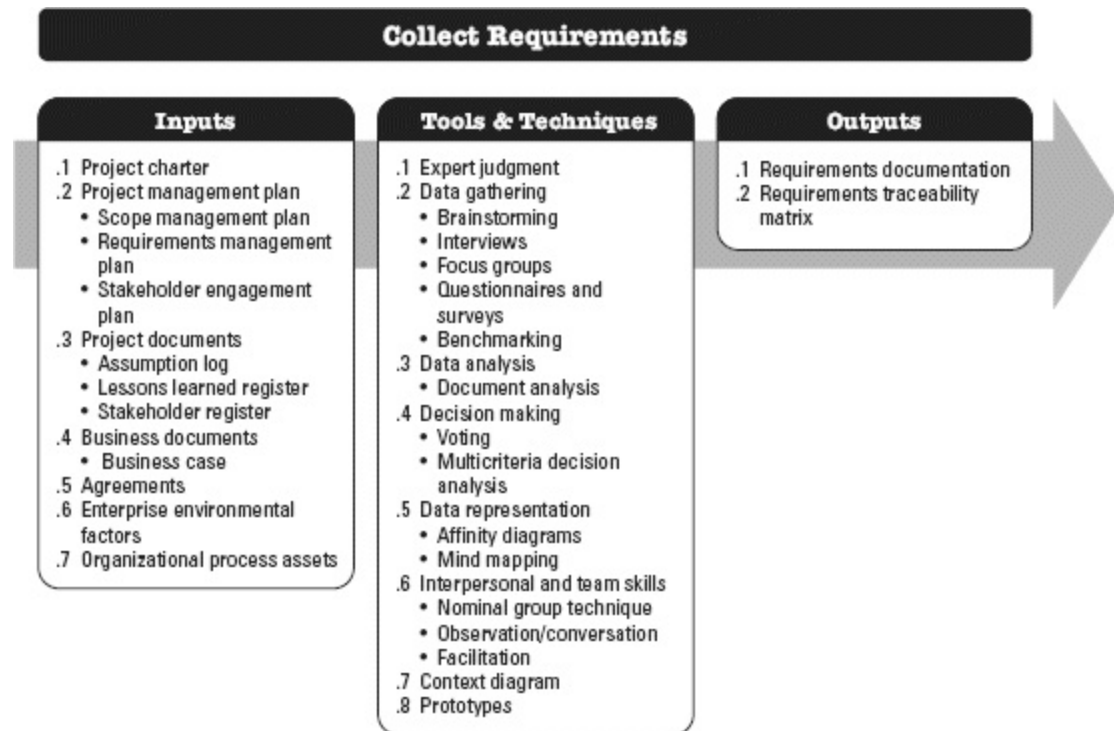 Collect Requirements
Inputs
.1 Project charter
.2 Project management plan
• Scope management plan
• Requirements management
plan
• Stakeholder engagement
plan
.3 Project documents
• Assumption log
• Lessons learned register
• Stakeholder register
.4 Business documents
• Business case
.5 Agreements
.6 Enterprise environmental
factors
.7 Organizational process assets
Tools & Techniques
.1 Expert judgment
.2 Data gathering
• Brainstorming
• Interviews
• Focus groups
• Questionnaires and
surveys
• Benchmarking
.3 Data analysis
• Document analysis
.4 Decision making
• Voting
• Multicriteria decision
analysis
.5 Data representation
• Affinity diagrams
• Mind mapping
.6 Interpersonal and team skills
• Nominal group technique
• Observation/conversation
• Facilitation
.7 Context diagram
.8 Prototypes
Outputs
.1 Requirements documentation
.2 Requirements traceability
matrix